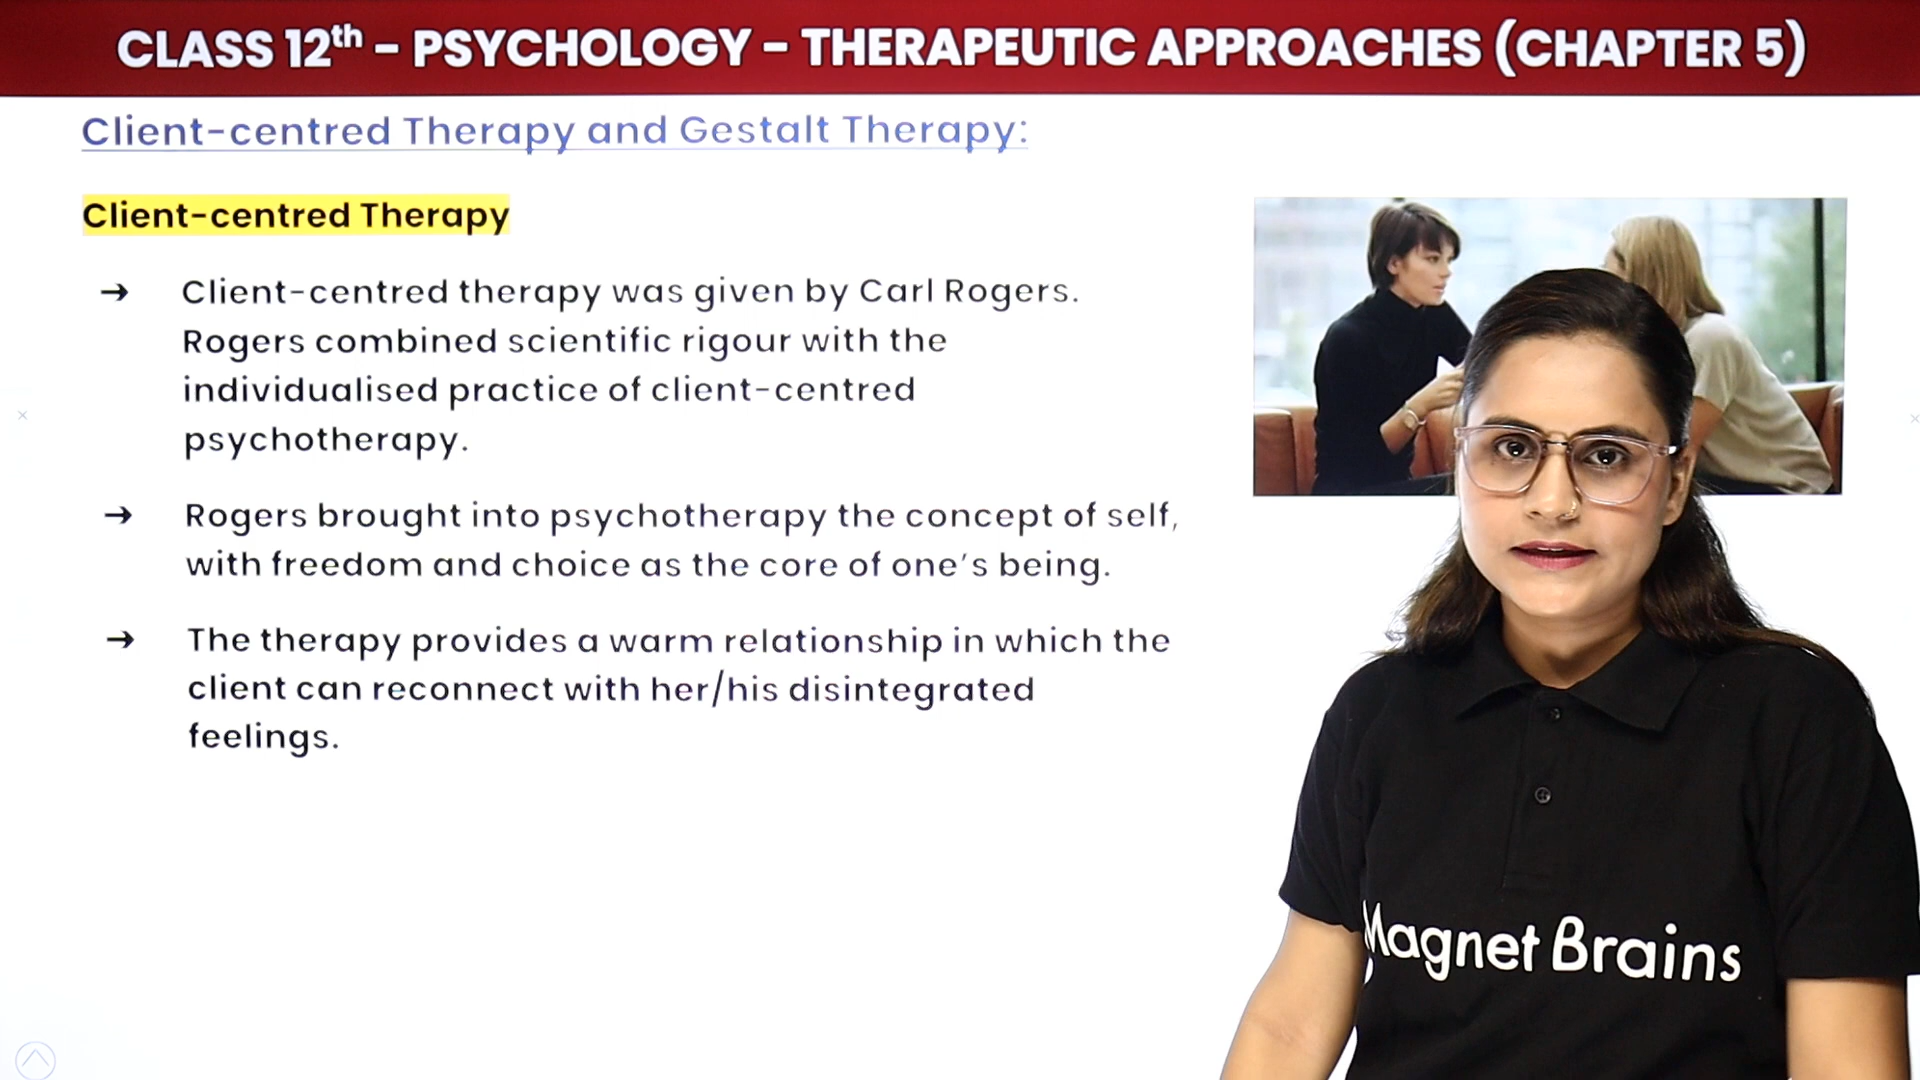 CLASS 12th – PSYCHOLOGY – THERAPEUTIC APPROACHES (CHAPTER 5)
Client-centred Therapy and Gestalt Therapy:
Client-centred Therapy
→ Client-centred therapy was given by Carl Rogers.
Rogers combined scientific rigour with the
individualised practice of client-centred
psychotherapy.
→ Rogers brought into psychotherapy the concept of self,
with freedom and choice as the core of one's being.
→ The therapy provides a warm relationship in which the
client can reconnect with her/his disintegrated
feelings.
Magnet Brains